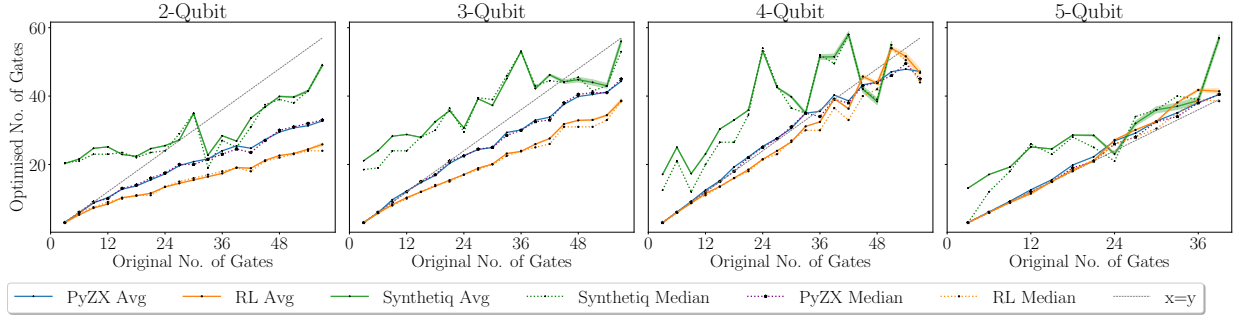 2-Qubit
3-Qubit
4-Qubit
5-Qubit
Optimised No. of Gates
60
40
20
0 12 24 36 48
0 12 24 36 48
0 12 24 36 48
0 12 24 36
Original No. of Gates
Original No. of Gates
Original No. of Gates
Original No. of Gates
PyZX Avg RL Avg Synthetiq Avg Synthetiq Median PyZX Median RL Median x=y